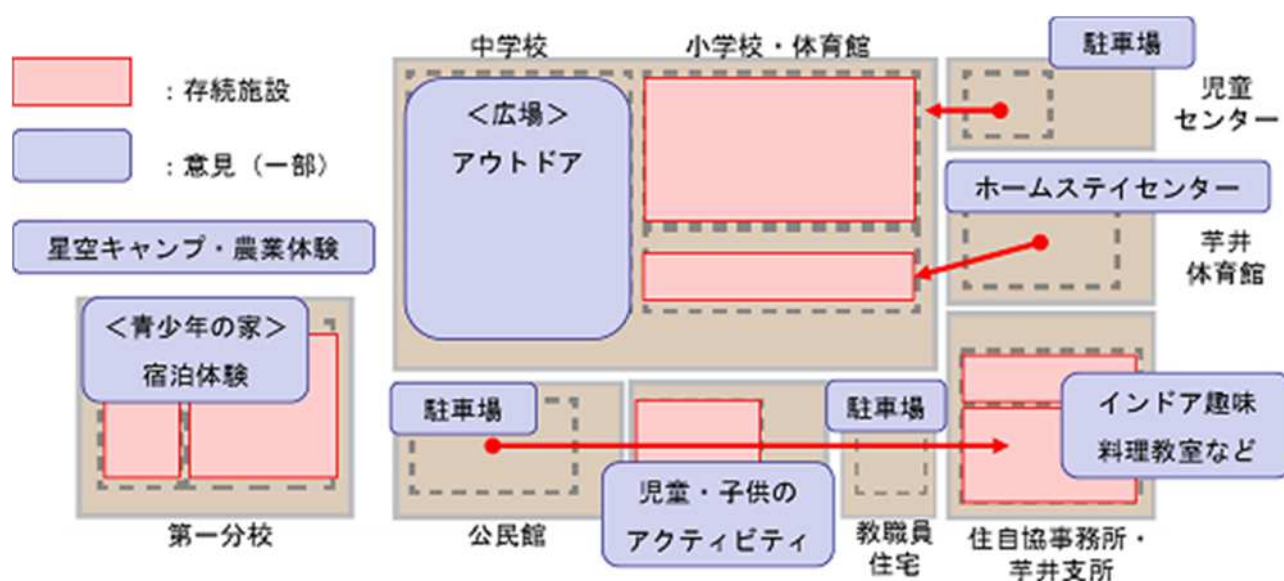 中学校
小学校・体育館
駐車場
：存続施設
児童
センター
＜広場＞
アウトドア
：意見（一部）
ホームステイセンター
星空キャンプ・農業体験
芋井
体育館
＜青少年の家＞
宿泊体験
駐車場
駐車場
インドア趣味
料理教室など
児童・子供の
アクティビティ
第一分校
公民館
教職員
住宅
住自協事務所・
芋井支所